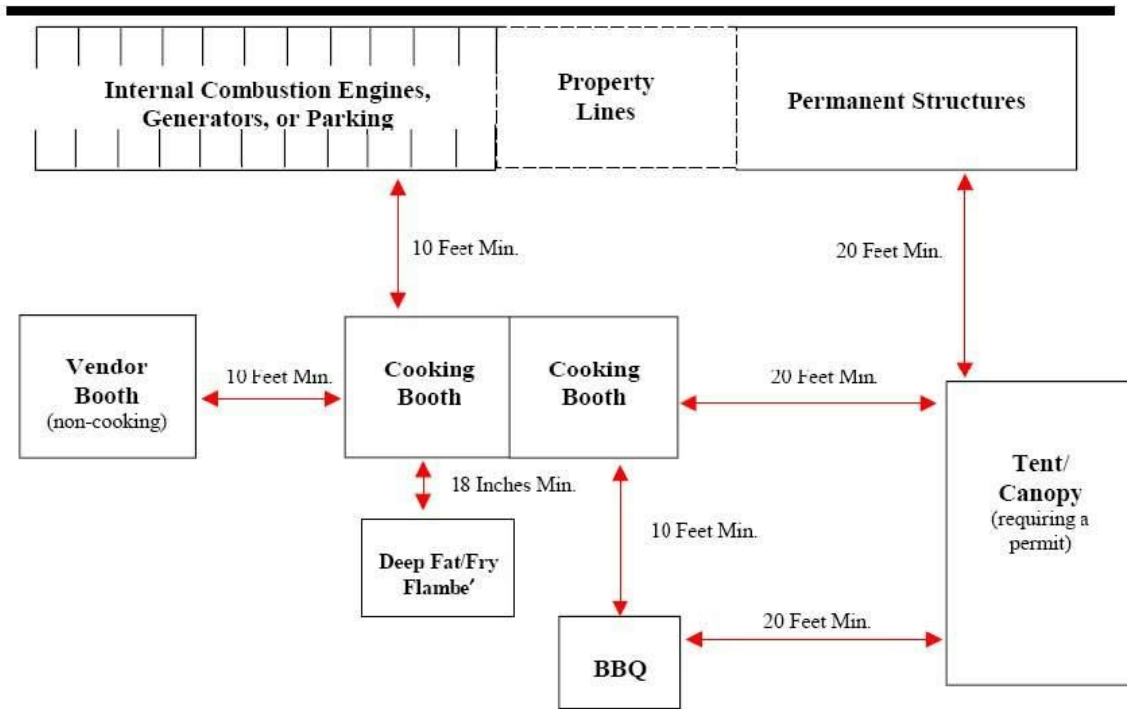 Internal Combustion Engines,
Generators, or Parking
Property
Lines
Permanent Structures
10 Feet Min.
20 Feet Min.
Vendor
Booth
(non-cooking)
10 Feet Min.
Cooking
Booth
Cooking
Booth
20 Feet Min.
Tent/
Canopy
(requiring a
permit)
18 Inches Min.
10 Feet Min.
Deep Fat/Fry
Flambe′
20 Feet Min.
BBQ